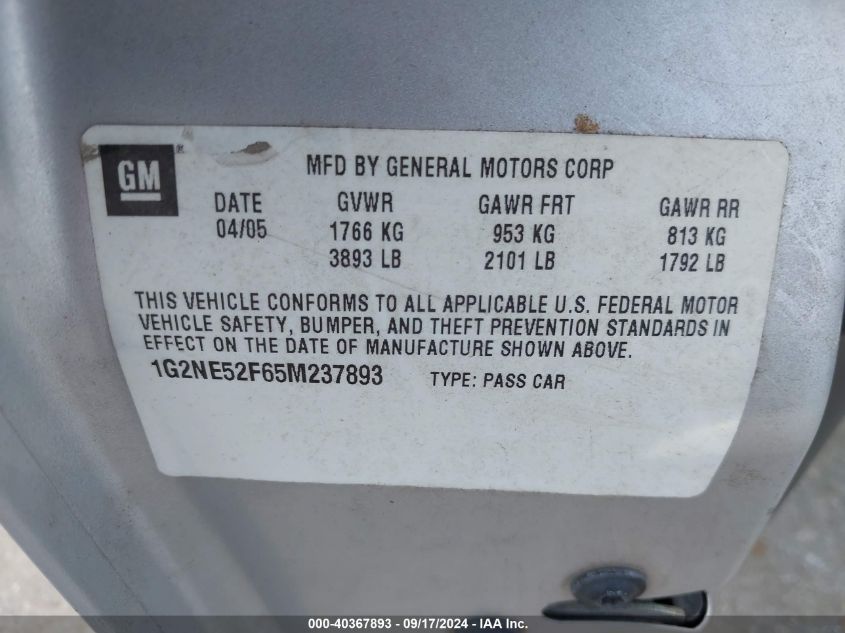 GM
MFD BY GENERAL MOTORS CORP
DATE GVWR GAWR FRT GAWR RR
04/05 1766 KG 953 KG 813 KG
3893 LB 2101 LB 1792 LB
THIS VEHICLE CONFORMS TO ALL APPLICABLE U.S. FEDERAL MOTOR
VEHICLE SAFETY, BUMPER, AND THEFT PREVENTION STANDARDS IN
EFFECT ON THE DATE OF MANUFACTURE SHOWN ABOVE.
1G2NE52F65M237893 TYPE: PASS CAR
000-40367893 - 09/17/2024 - IAA Inc.